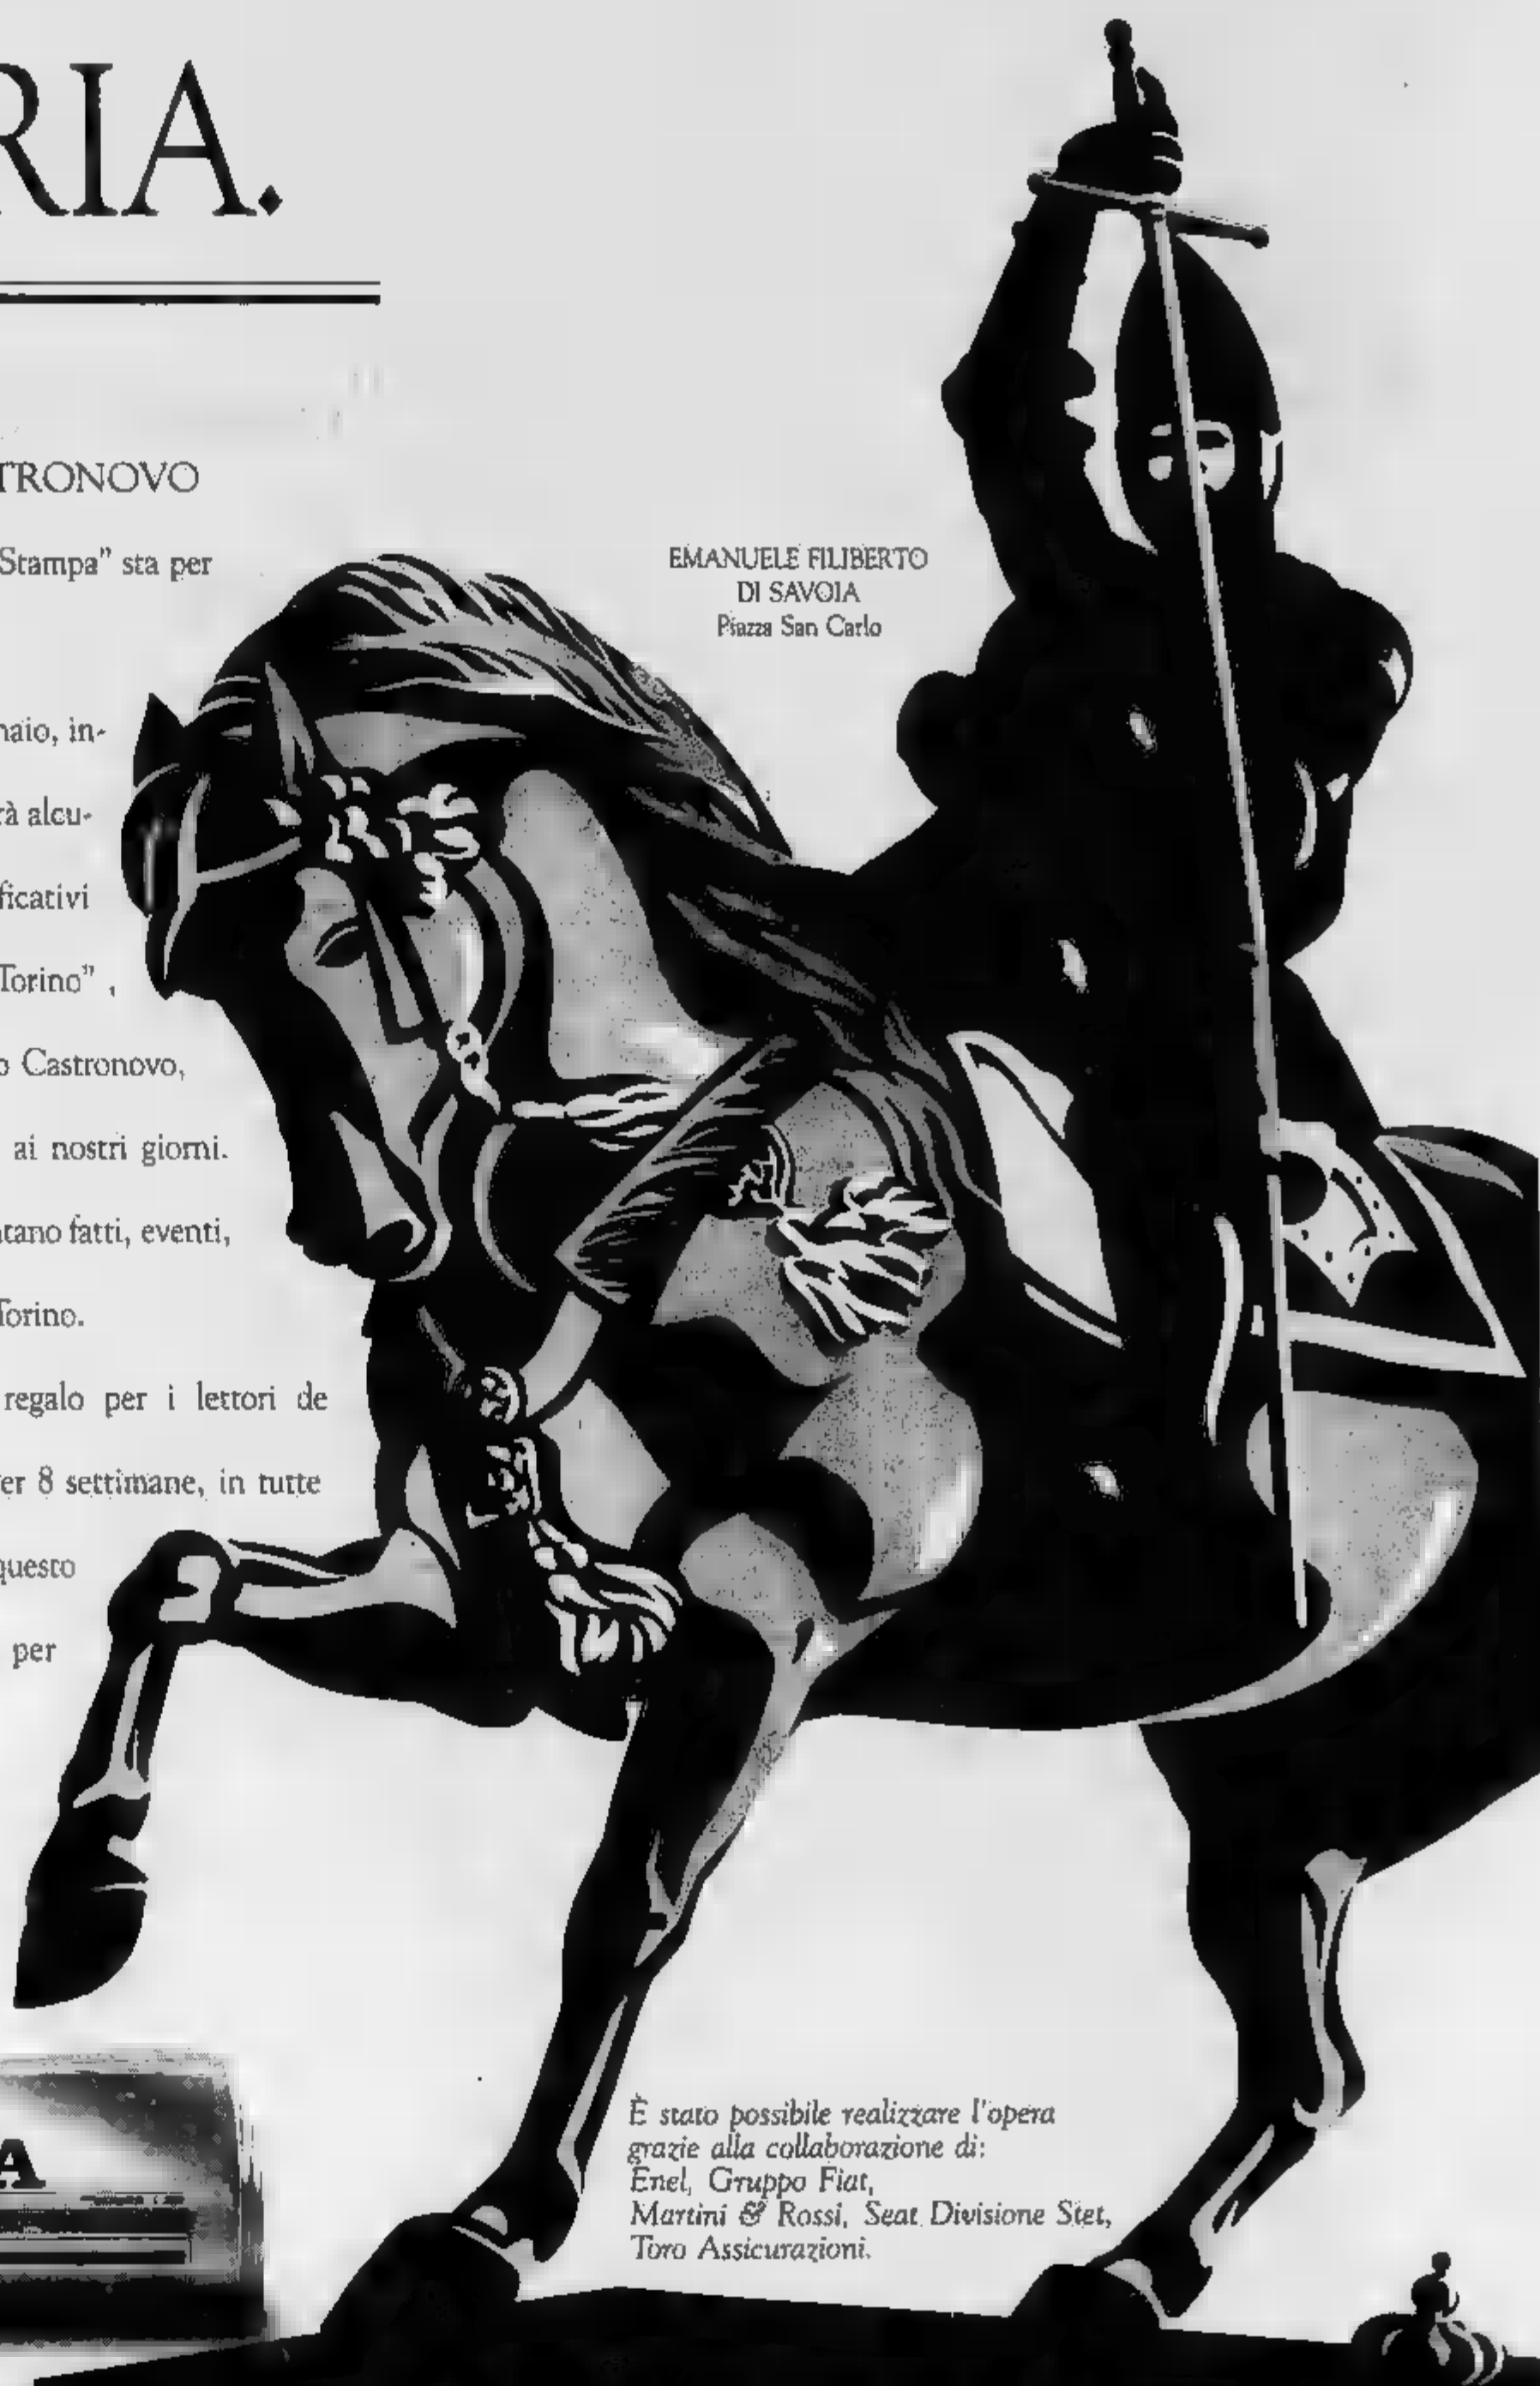 RIA.
TRONOVO
Stampa” sta per
EMANUELE FILIBERTO
DI SAVOIA
Piazza San Carlo
naio, in-
rà alcu-
ficativi
Torino” ,
o Castronovo,
ai nostri giorni.
tano fatti, eventi,
Torino.
regalo per i lettori de
er 8 settimane, in tutte
questo
per
A
È stato possibile realizzare l'opera
grazie alla collaborazione di:
Enel, Gruppo Fiat,
Martini & Rossi, Seat Divisione Stet,
Toro Assicurazioni.